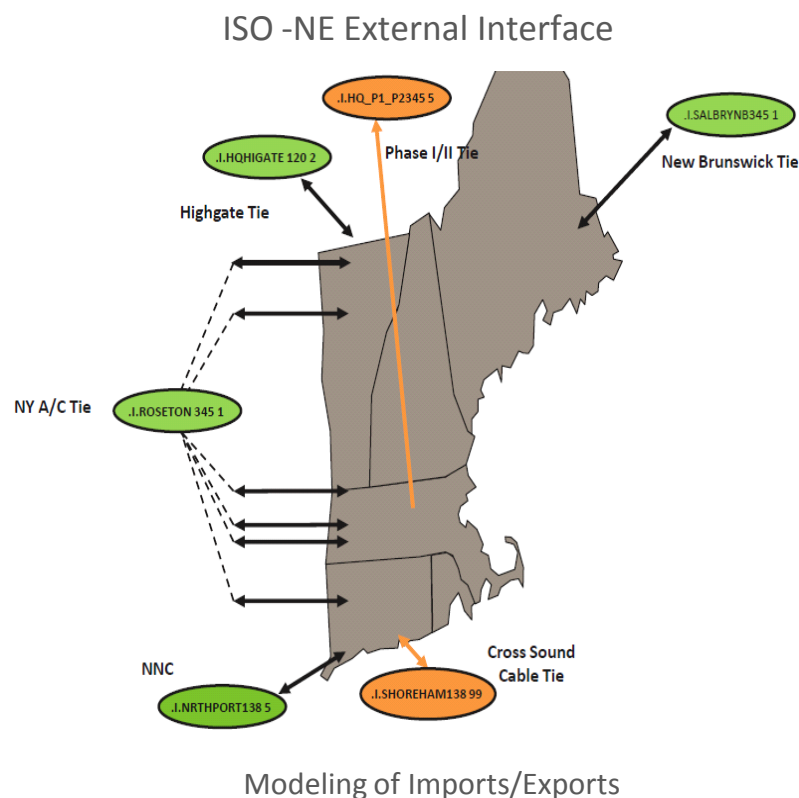 ISO -NE External Interface
.I.HQ_P1_P2345 5
.I.SALBRYNB345 1
Phase I/II Tie
New Brunswick Tie
.I.HQHIGATE 120 2
Highgate Tie
NY A/C Tie
.I.ROSETON 345 1
NNC
.I.NRTHPORT138 5
Cross Sound
Cable Tie
.I.SHOREHAM138 99
Modeling of Imports/Exports